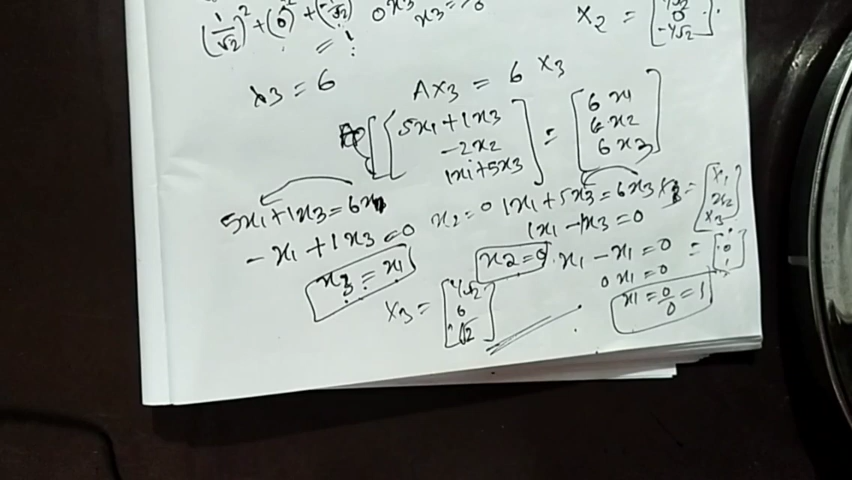 (1/√2)² + (0)² + (-1/√2)²
= 1
X2 = [1/√2 0 -1/√2].
λ3 = 6 AX3 = 6 X3
[5x1+1x3 -2x2 1x1+5x3] = [6x1 6x2 6x3]
5x1+1x3=6x1 x2=0 1x1+5x3=6x3 X3=[x1 x2 x3]
-x1+1x3=0 1x1-1x3=0
x3=x1 x2=0. x1-x1=0 = [1 0 1]
0x1=0
X3 = [1/√2 0 1/√2] x1=0/0=1